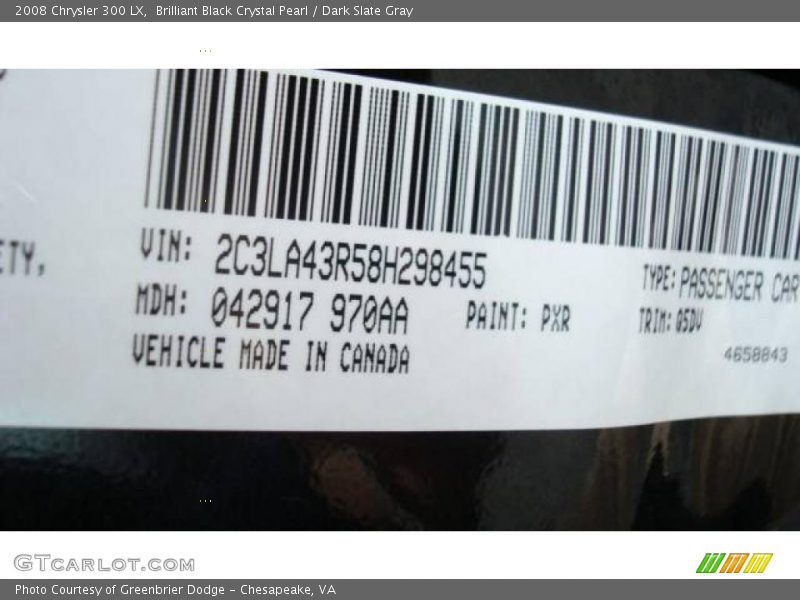 2008 Chrysler 300 LX, Brilliant Black Crystal Pearl / Dark Slate Gray
ETY,
VIN: 2C3LA43R58H298455
TYPE: PASSENGER CAR
MDH: 042917 970AA
PAINT: PXR
TRIM: 05DV
VEHICLE MADE IN CANADA
4658843
GTCARLOT.COM
Photo Courtesy of Greenbrier Dodge - Chesapeake, VA